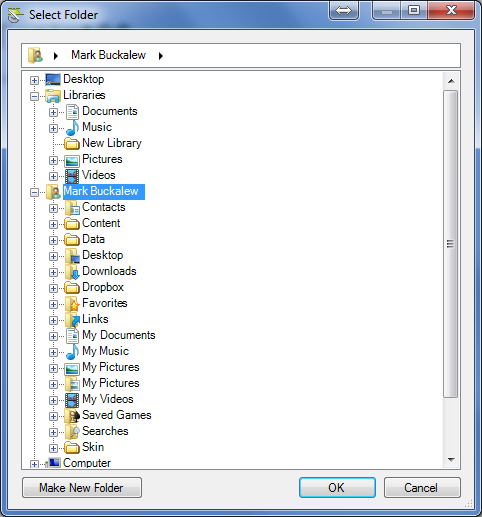 Select Folder
Mark Buckalew
Desktop
Libraries
Documents
Music
New Library
Pictures
Videos
Mark Buckalew
Contacts
Content
Data
Desktop
Downloads
Dropbox
Favorites
Links
My Documents
My Music
My Pictures
My Pictures
My Videos
Saved Games
Searches
Skin
Computer
Make New Folder OK Cancel